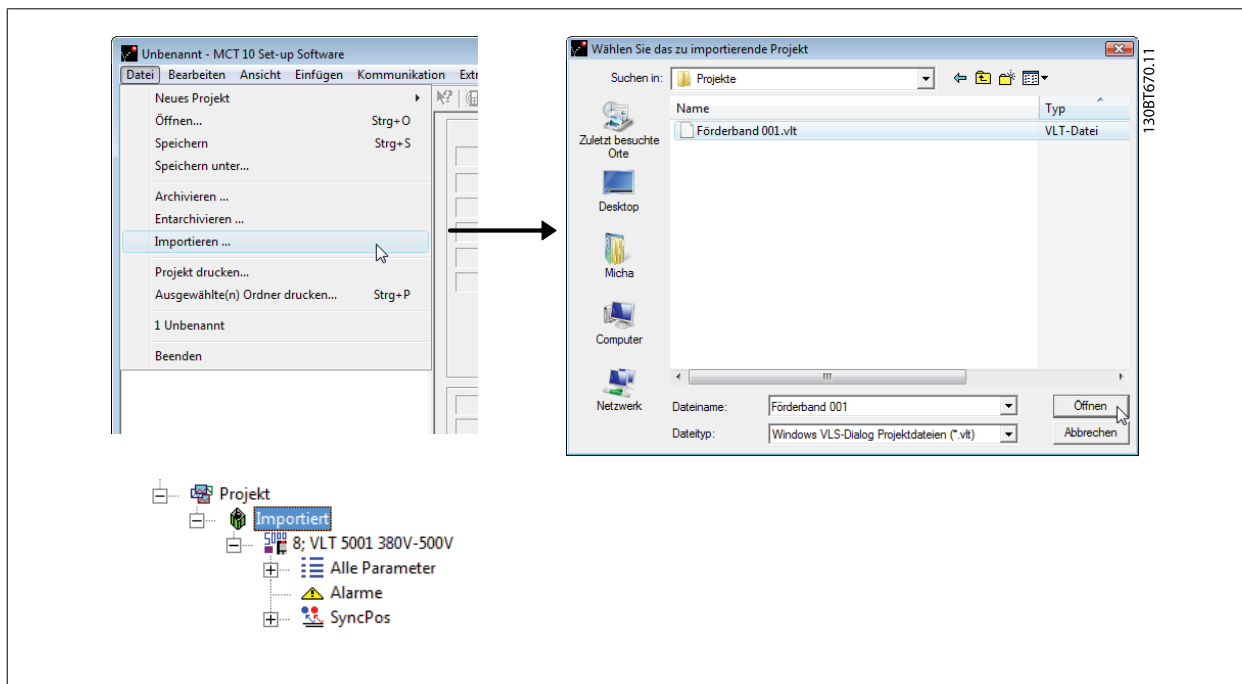 Unbenannt - MCT 10 Set-up Software
Datei Bearbeiten Ansicht Einfügen Kommunikation Extr
Neues Projekt
Öffnen... Strg+O
Speichern Strg+S
Speichern unter...
Archivieren ...
Entarchivieren ...
Importieren ...
Projekt drucken...
Ausgewählte(n) Ordner drucken... Strg+P
1 Unbenannt
Beenden
Wählen Sie das zu importierende Projekt
Suchen in: Projekte
Name Typ
Förderband 001.vlt VLT-Datei
Zuletzt besuchte
Orte
Desktop
Micha
Computer
Netzwerk
Dateiname: Förderband 001 Öffnen
Dateityp: Windows VLS-Dialog Projektdateien (*.vlt) Abbrechen
130BT670.11
Projekt
Importiert
8; VLT 5001 380V-500V
Alle Parameter
Alarme
SyncPos